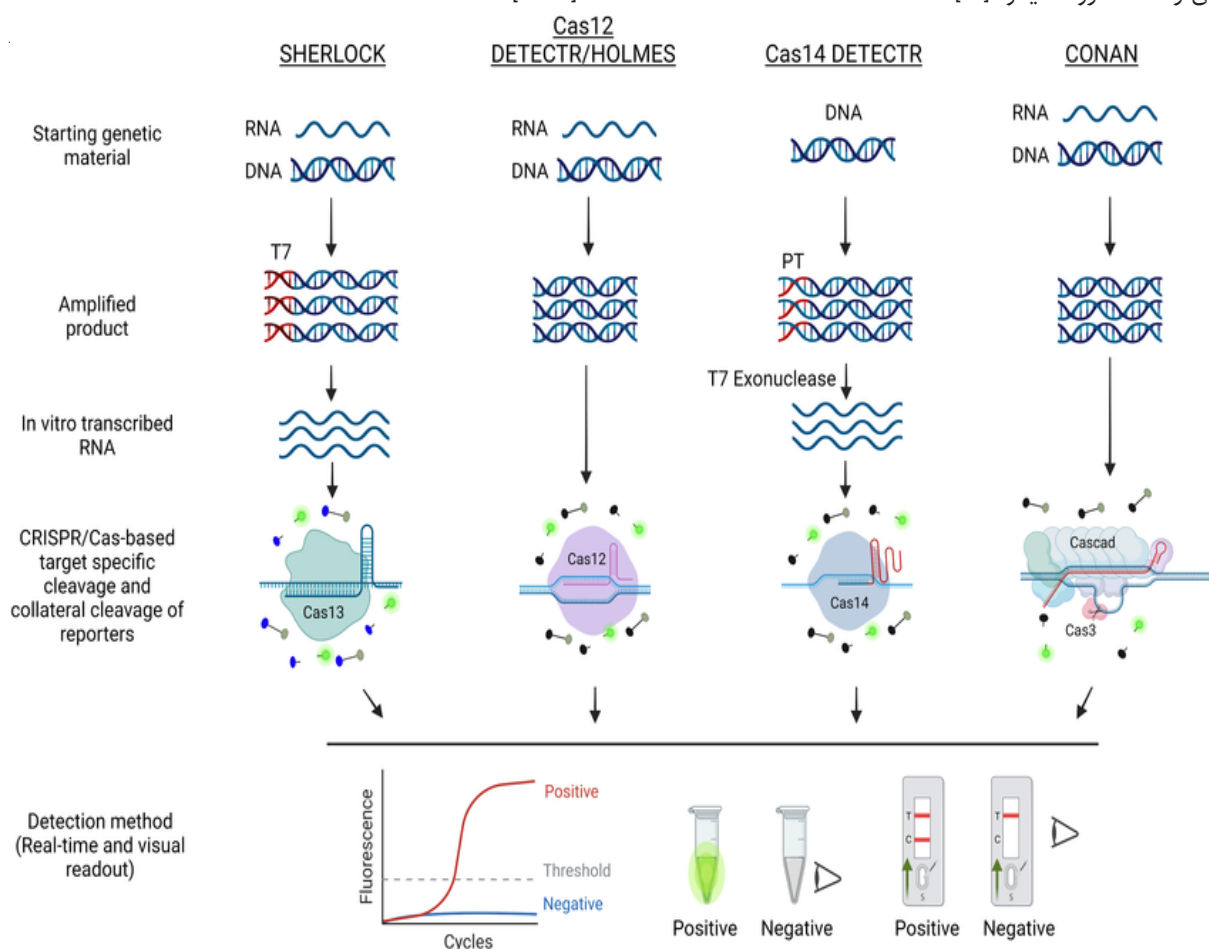 SHERLOCK
Cas12
DETECTR/HOLMES
Cas14 DETECTR
CONAN
Starting genetic
material
RNA
DNA
RNA
DNA
DNA
RNA
DNA
Amplified
product
T7
PT
T7 Exonuclease
In vitro transcribed
RNA
CRISPR/Cas-based
target specific
cleavage and
collateral cleavage of
reporters
Cas13
Cas12
Cas14
Cascad
Cas3
Detection method
(Real-time and visual
readout)
Fluorescence
Positive
Threshold
Negative
Cycles
Positive
Negative
T
C
S
Positive
T
C
S
Negative